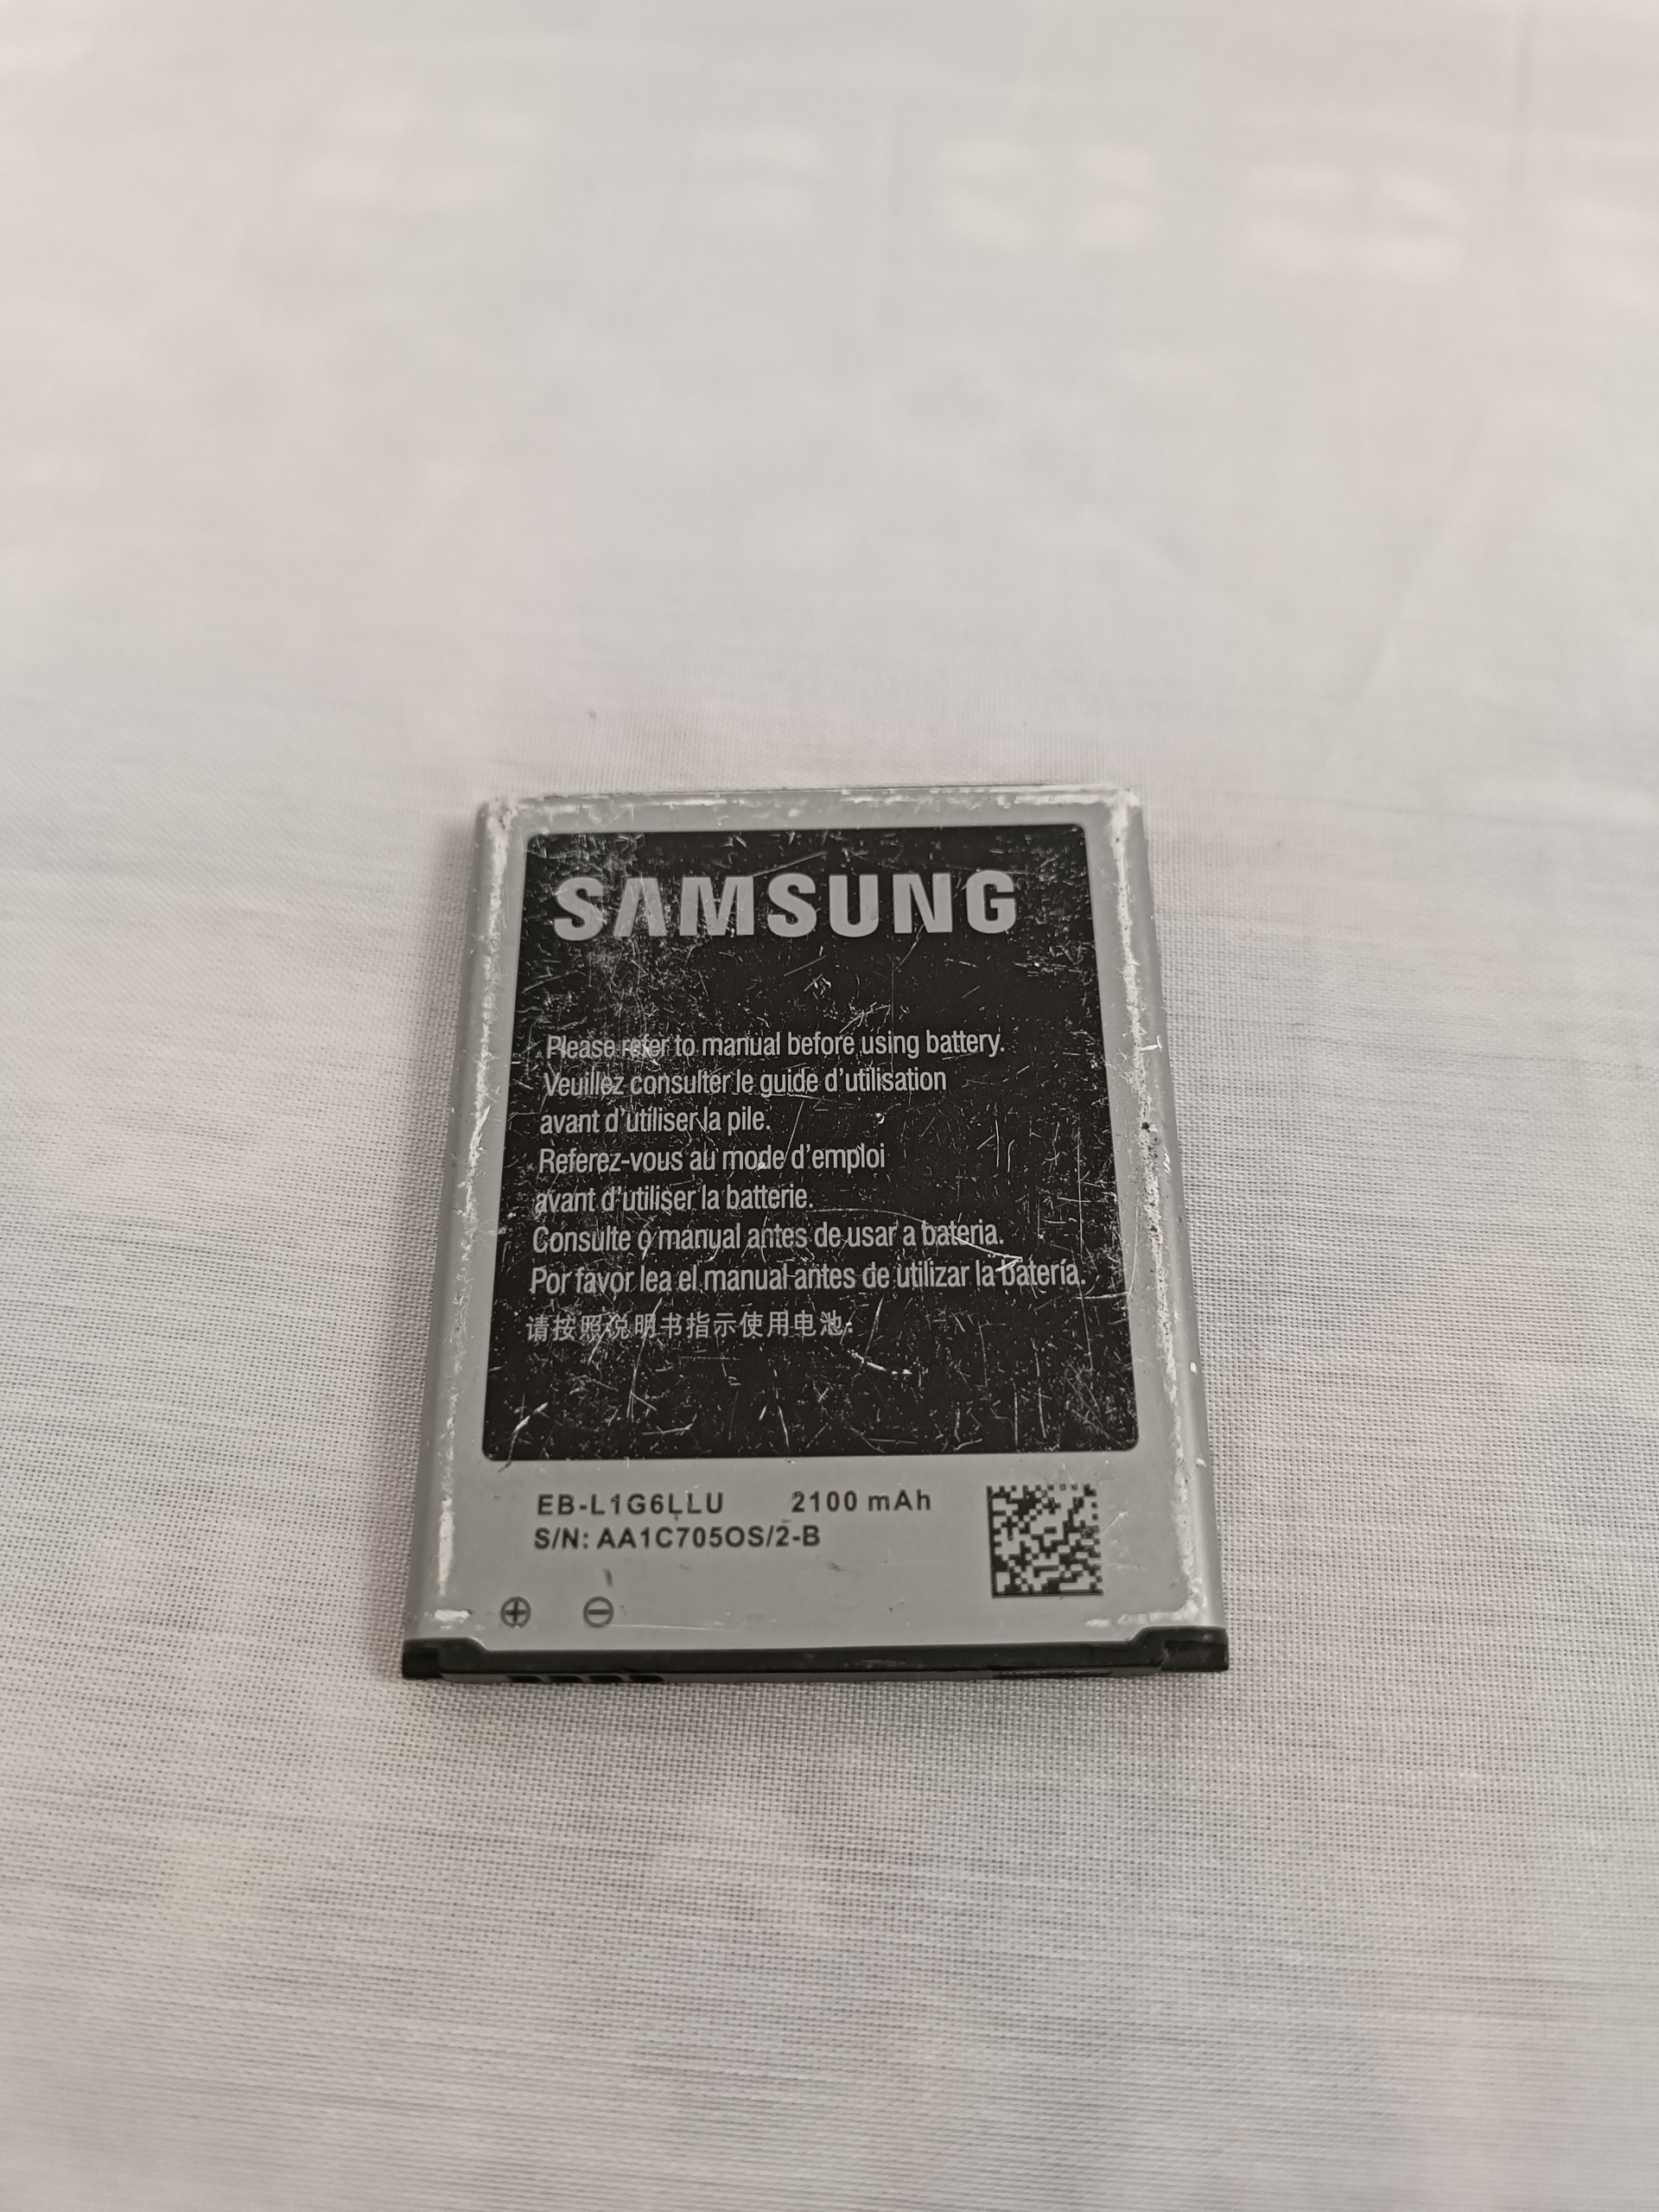 SAMSUNG
Please refer to manual before using battery.
Veuillez consulter le guide d'utilisation
avant d'utiliser la pile.
Referez-vous au mode d'emploi
avant d'utiliser la batterie.
Consulte o manual antes de usar a bateria.
Por favor lea el manual antes de utilizar la batería.
请按照说明书指示使用电池.
EB-L1G6LLU 2100 mAh
S/N: AA1C705OS/2-B